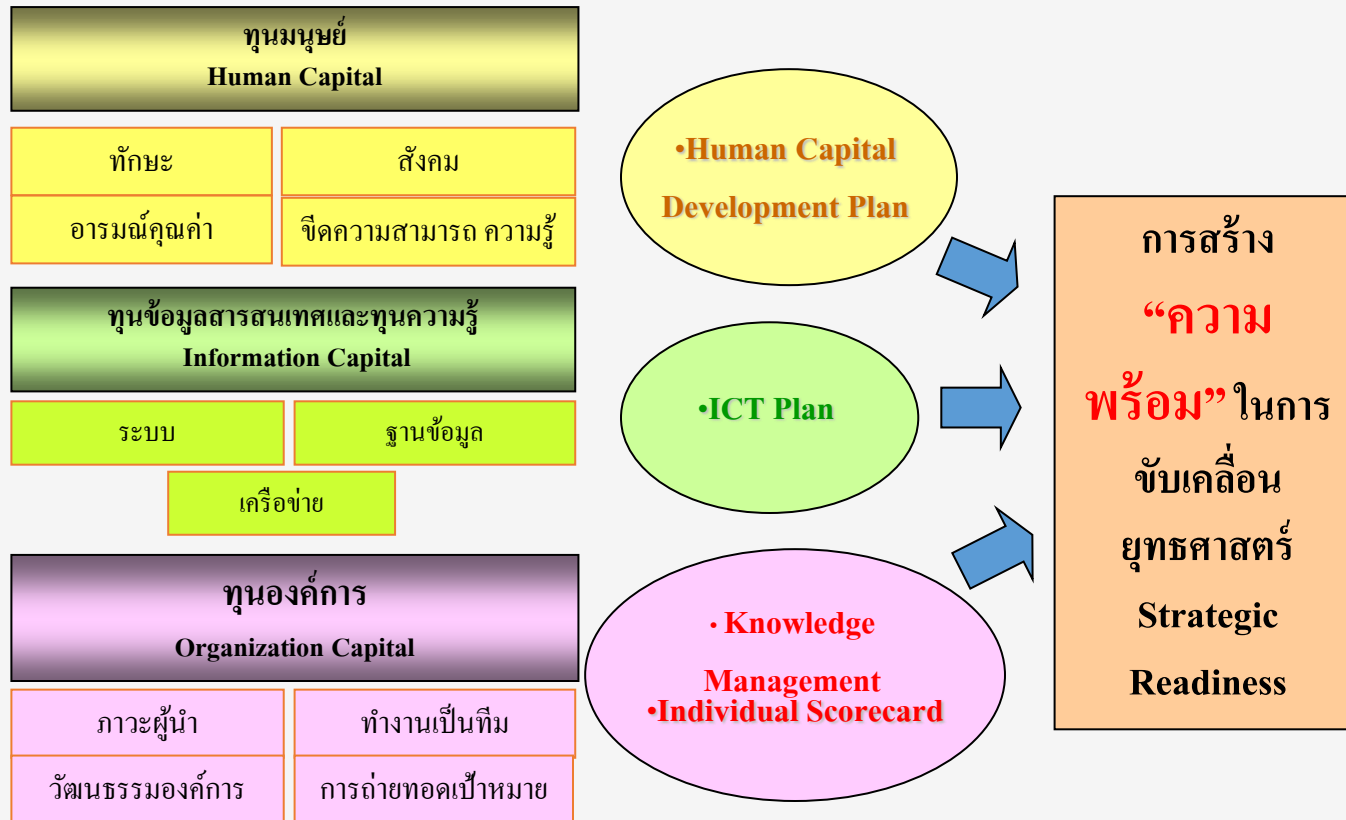 ทุนมนุษย์
Human Capital
ทักษะ
สังคม
อารมณ์คุณค่า
ขีดความสามารถ ความรู้
ทุนข้อมูลสารสนเทศและทุนความรู้
Information Capital
ระบบ
ฐานข้อมูล
เครือข่าย
ทุนองค์การ
Organization Capital
ภาวะผู้นำ
ทำงานเป็นทีม
วัฒนธรรมองค์การ
การถ่ายทอดเป้าหมาย
•Human Capital
Development Plan
•ICT Plan
• Knowledge
Management
•Individual Scorecard
การสร้าง
“ความ
พร้อม” ในการ
ขับเคลื่อน
ยุทธศาสตร์
Strategic
Readiness